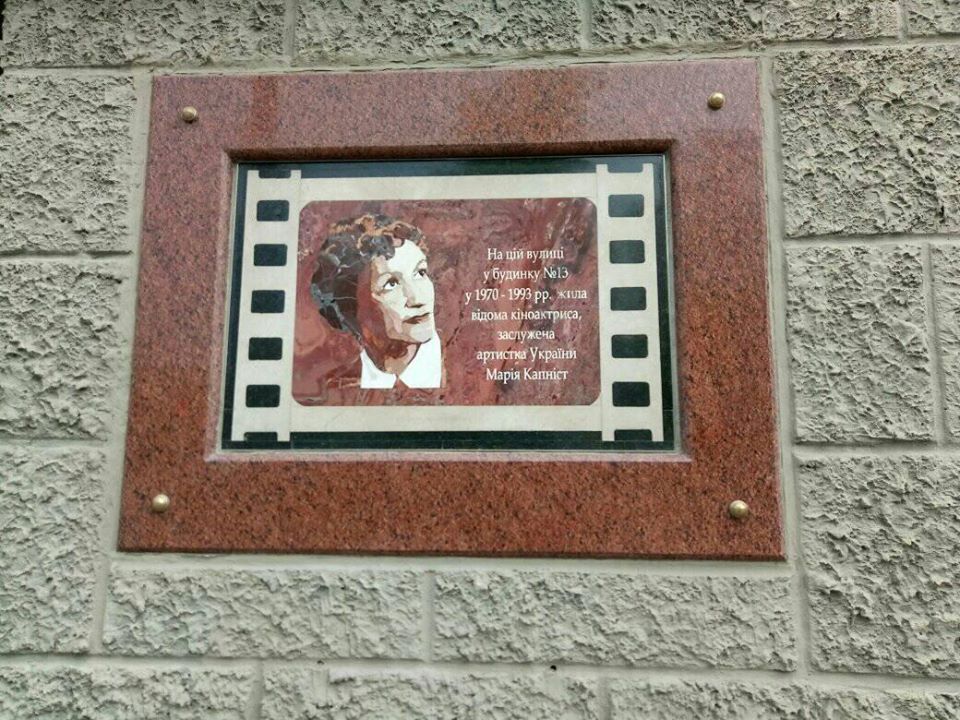 На цій вулиці
у будинку №13
у 1970 - 1993 рр. жила
відома кіноактриса,
заслужена
артистка України
Марія Капніст